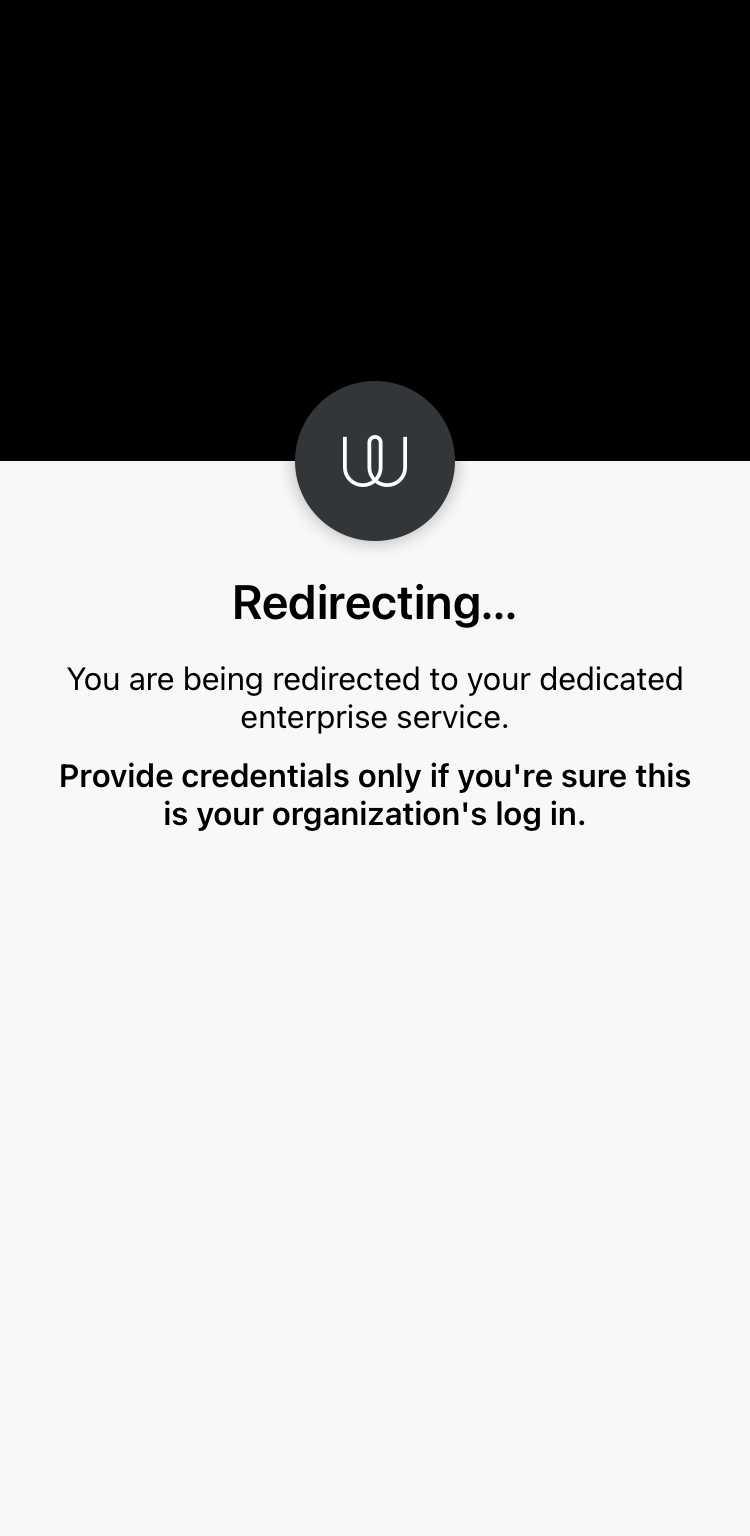 Redirecting...
You are being redirected to your dedicated
enterprise service.
Provide credentials only if you're sure this
is your organization's log in.